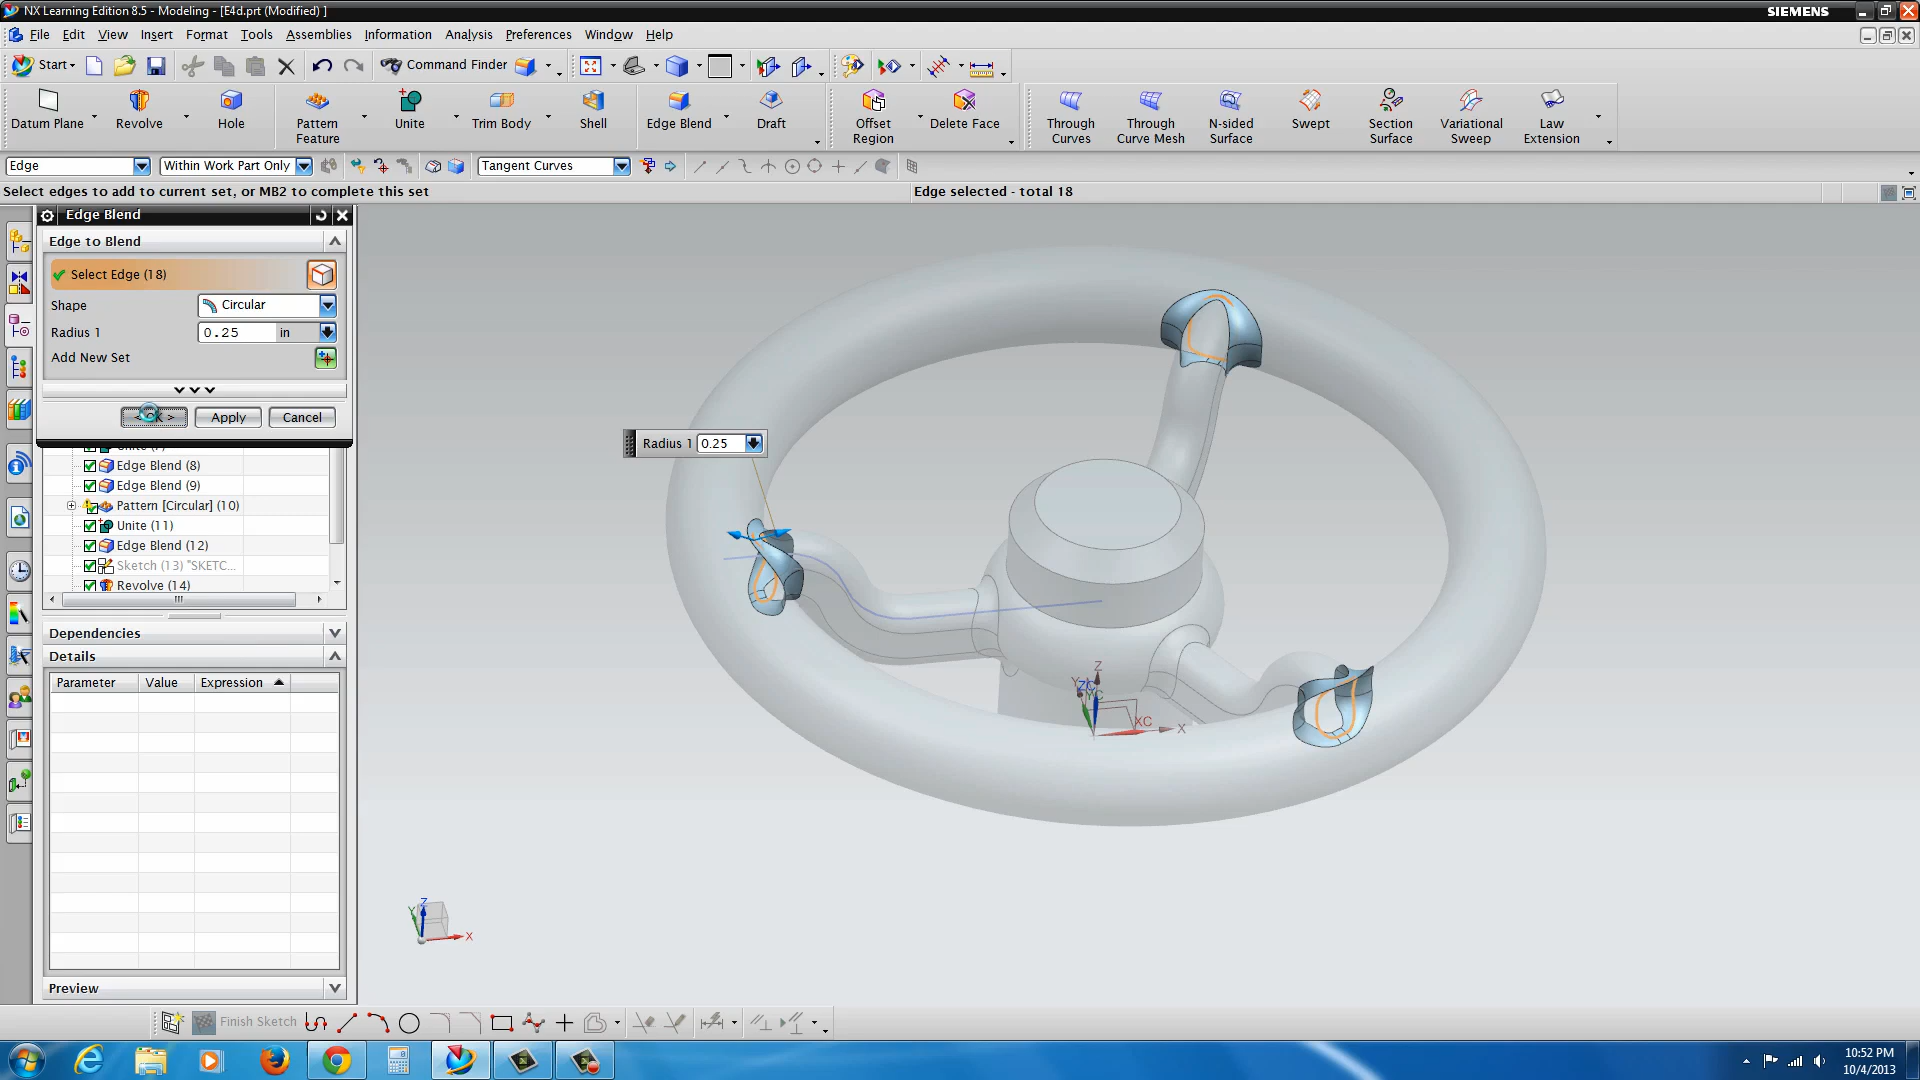 NX Learning Edition 8.5 - Modeling - [E4d.prt (Modified) ]
SIEMENS
File Edit View Insert Format Tools Assemblies Information Analysis Preferences Window Help
Start Command Finder
Datum Plane Revolve Hole Pattern Feature Unite Trim Body Shell Edge Blend Draft Offset Region Delete Face Through Curves Through Curve Mesh N-sided Surface Swept Section Surface Variational Sweep Law Extension
Edge Within Work Part Only Tangent Curves
Select edges to add to current set, or MB2 to complete this set
Edge selected - total 18
Edge Blend
Edge to Blend
Select Edge (18)
Shape Circular
Radius 1 0.25 in
Add New Set
Apply Cancel
Edge Blend (8)
Edge Blend (9)
Pattern [Circular] (10)
Unite (11)
Edge Blend (12)
Sketch (13) "SKETC...
Revolve (14)
Dependencies
Details
Parameter Value Expression
Preview
Radius 1 0.25
Z
Y
ZC
YC
XC
X
Z
Y
X
Finish Sketch
10:52 PM
10/4/2013